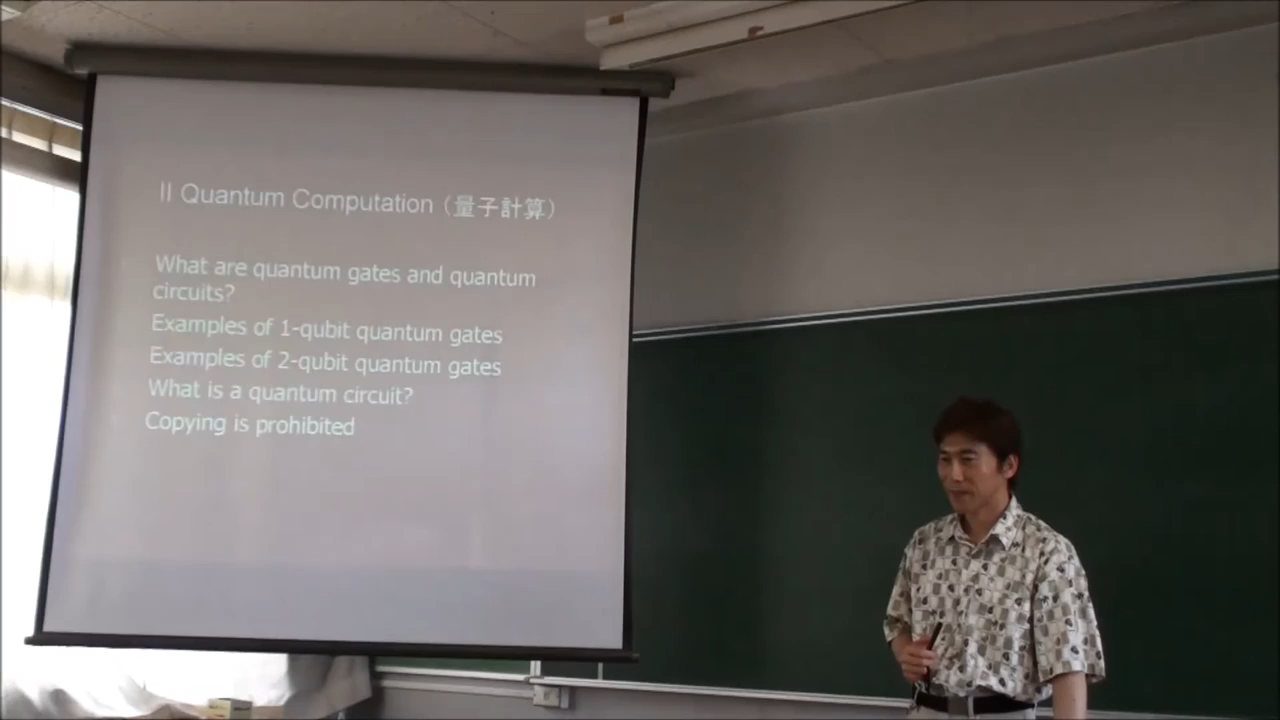 II Quantum Computation（量子計算）
What are quantum gates and quantum
circuits?
Examples of 1-qubit quantum gates
Examples of 2-qubit quantum gates
What is a quantum circuit?
Copying is prohibited